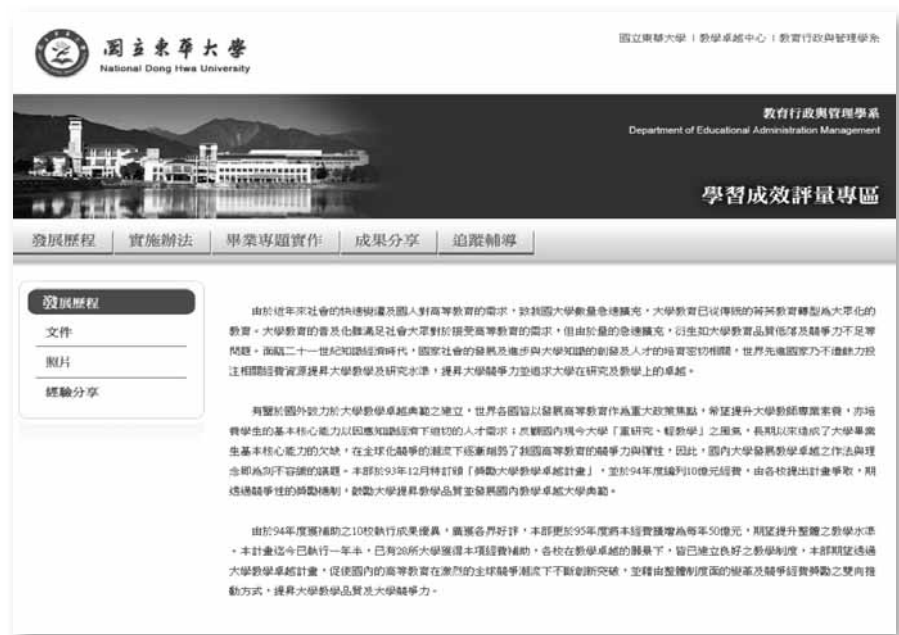 國立東華大學
National Dong Hwa University
國立東華大學 | 教學卓越中心 | 教育行政與管理學系
教育行政與管理學系
Department of Educational Administration Management
學習成效評量專區
發展歷程 實施辦法 畢業專題實作 成果分享 追蹤輔導
發展歷程
文件
照片
經驗分享
由於近年來社會的快速變遷及國人對高等教育的需求,致我國大學數量急速擴充,大學教育已從傳統的菁英教育轉型為大眾化的
教育。大學教育的普及化雖滿足社會大眾對於接受高等教育的需求,但由於量的急速擴充,衍生如大學教育品質低落及競爭力不足等
問題。面臨二十一世紀知識經濟時代,國家社會的發展及進步與大學知識的創發及人才的培育密切相關,世界先進國家乃不遺餘力投
注相關經費資源提昇大學教學及研究水準,提昇大學競爭力並追求大學在研究及教學上的卓越。
有鑒於國外致力於大學教學卓越典範之建立,世界各國皆以發展高等教育作為重大政策焦點,希望提升大學教師專業素養,亦培
養學生的基本核心能力以因應知識經濟下迫切的人才需求;反觀國內現今大學「重研究、輕教學」之風氣,長期以來造成了大學畢業
生基本核心能力的欠缺,在全球化競爭的潮流下逐漸削弱了我國高等教育的競爭力與彈性,因此,國內大學發展教學卓越之作法與理
念即為刻不容緩的議題。本部於93年12月特訂頒「獎勵大學教學卓越計畫」,並於94年度編列10億元經費,由各校提出計畫爭取,期
透過競爭性的獎勵機制,鼓勵大學提昇教學品質並發展國內教學卓越大學典範。
由於94年度獲補助之10校執行成果優異,廣獲各界好評,本部更於95年度將本經費擴增為每年50億元,期望提升整體之教學水準
。本計畫迄今已執行一年半,已有28所大學獲得本項經費補助,各校在教學卓越的願景下,皆已建立良好之教學制度,本部期望透過
大學教學卓越計畫,促使國內的高等教育在激烈的全球競爭潮流下不斷創新突破,並藉由整體制度面的變革及競爭經費獎勵之雙向推
動方式,提昇大學教學品質及大學競爭力。